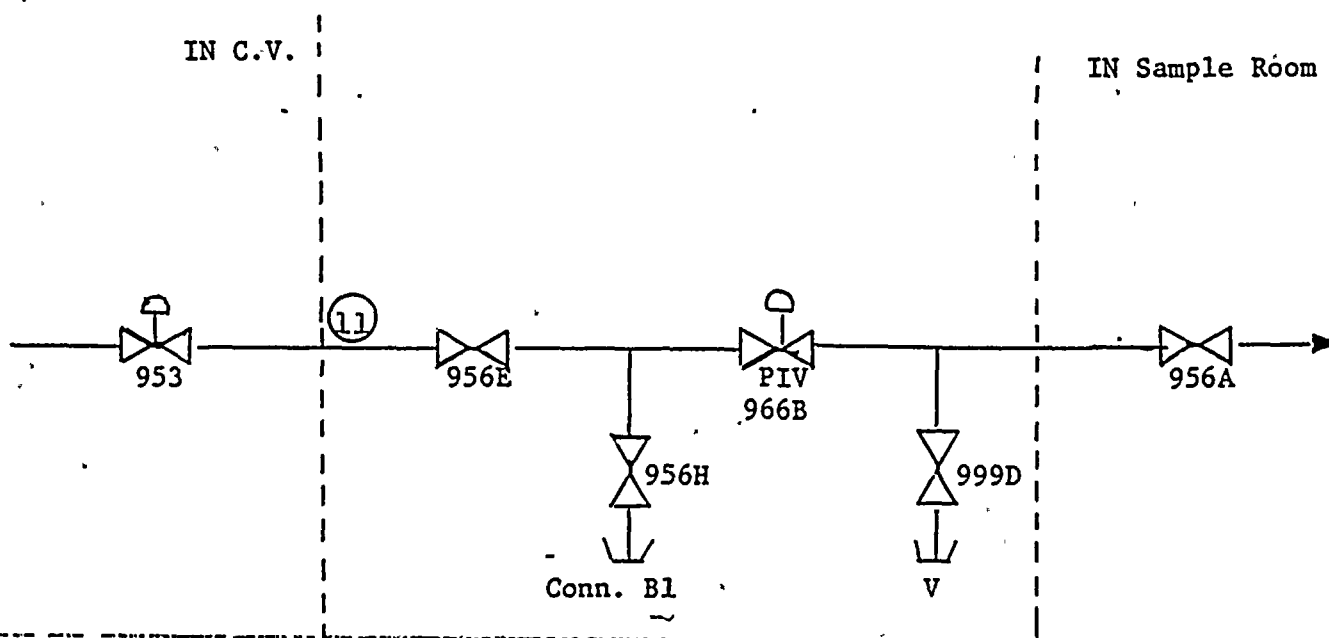 IN C.V.
IN Sample Room
11
953
956E
PIV
966B
956A
956H
999D
Conn. B1
V